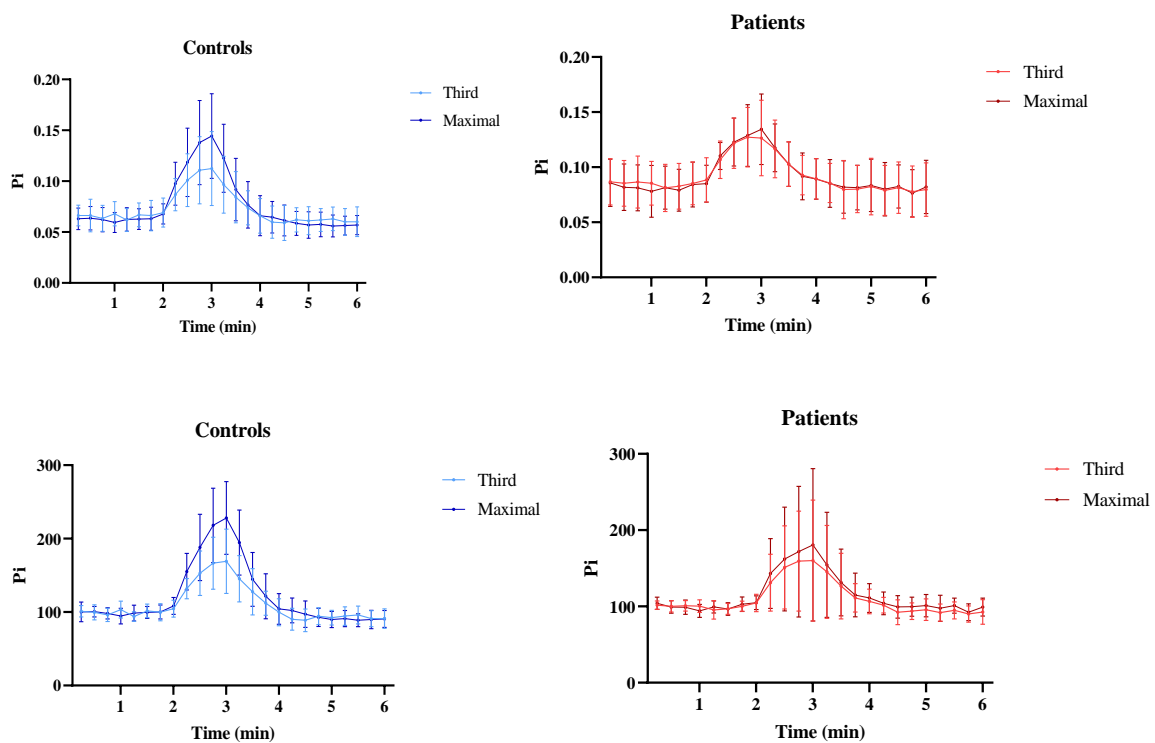 Controls
0.20
0.15
0.10
0.05
0.00
Pi
1 2 3 4 5 6
Time (min)
Third
Maximal
Patients
0.20
0.15
0.10
0.05
0.00
Pi
1 2 3 4 5 6
Time (min)
Third
Maximal
Controls
300
200
100
0
Pi
1 2 3 4 5 6
Time (min)
Third
Maximal
Patients
300
200
100
0
Pi
1 2 3 4 5 6
Time (min)
Third
Maximal